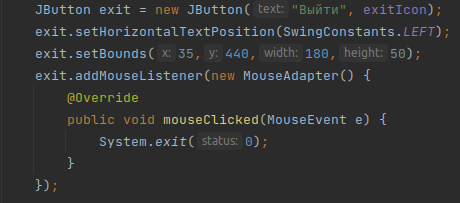 JButton exit = new JButton( text: "Выйти", exitIcon);
exit.setHorizontalTextPosition(SwingConstants.LEFT);
exit.setBounds( x: 35, y: 440, width: 180, height: 50);
exit.addMouseListener(new MouseAdapter() {
@Override
public void mouseClicked(MouseEvent e) {
System.exit( status: 0);
}
});